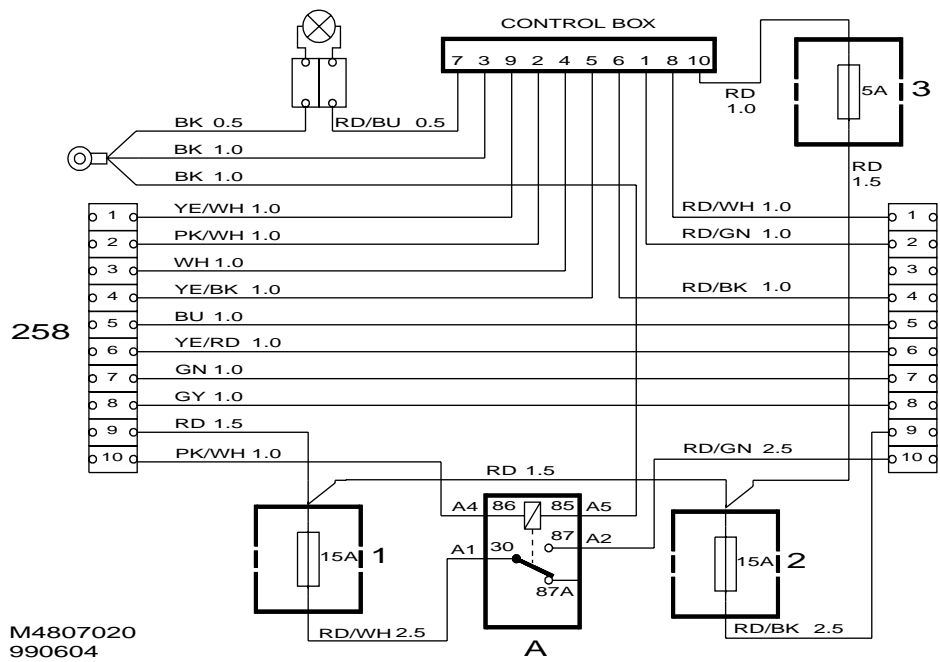 CONTROL BOX
7 3 9 2 4 5 6 1 8 10
5A
3
RD
1.0
BK 0.5
RD/BU 0.5
BK 1.0
BK 1.0
RD
1.5
258
1 YE/WH 1.0 RD/WH 1.0 1
2 PK/WH 1.0 RD/GN 1.0 2
3 WH 1.0 3
4 YE/BK 1.0 RD/BK 1.0 4
5 BU 1.0 5
6 YE/RD 1.0 6
7 GN 1.0 7
8 GY 1.0 8
9 RD 1.5 9
10 PK/WH 1.0 RD/GN 2.5 10
RD 1.5
A4 86 85 A5
87 A2
A1 30
87A
A
15A 1
15A 2
RD/WH 2.5
RD/BK 2.5
M4807020
990604